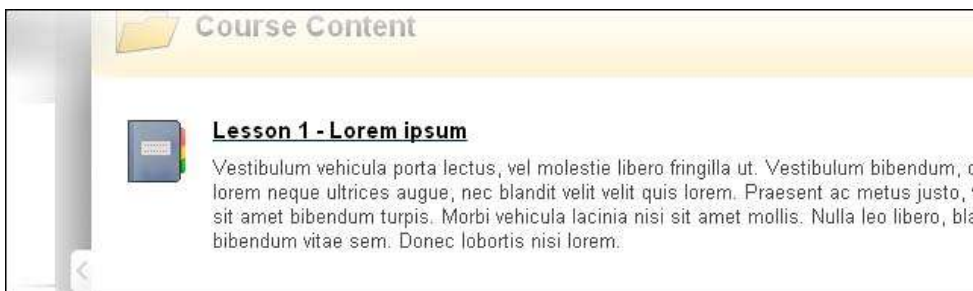 Course Content
Lesson 1 - Lorem ipsum
Vestibulum vehicula porta lectus, vel molestie libero fringilla ut. Vestibulum bibendum,
lorem neque ultrices augue, nec blandit velit velit quis lorem. Praesent ac metus justo,
sit amet bibendum turpis. Morbi vehicula lacinia nisi sit amet mollis. Nulla leo libero,
bibendum vitae sem. Donec lobortis nisi lorem.